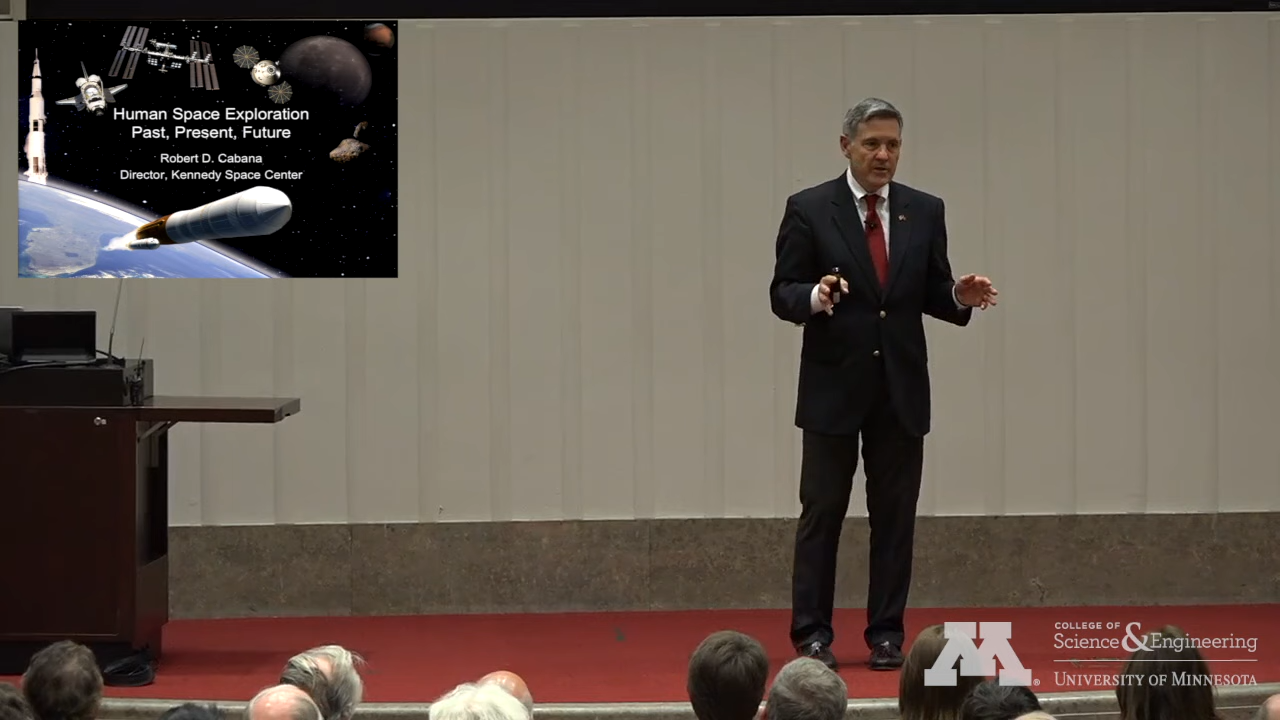 Human Space Exploration
Past, Present, Future
Robert D. Cabana
Director, Kennedy Space Center
M®
COLLEGE OF
Science & Engineering
UNIVERSITY OF MINNESOTA